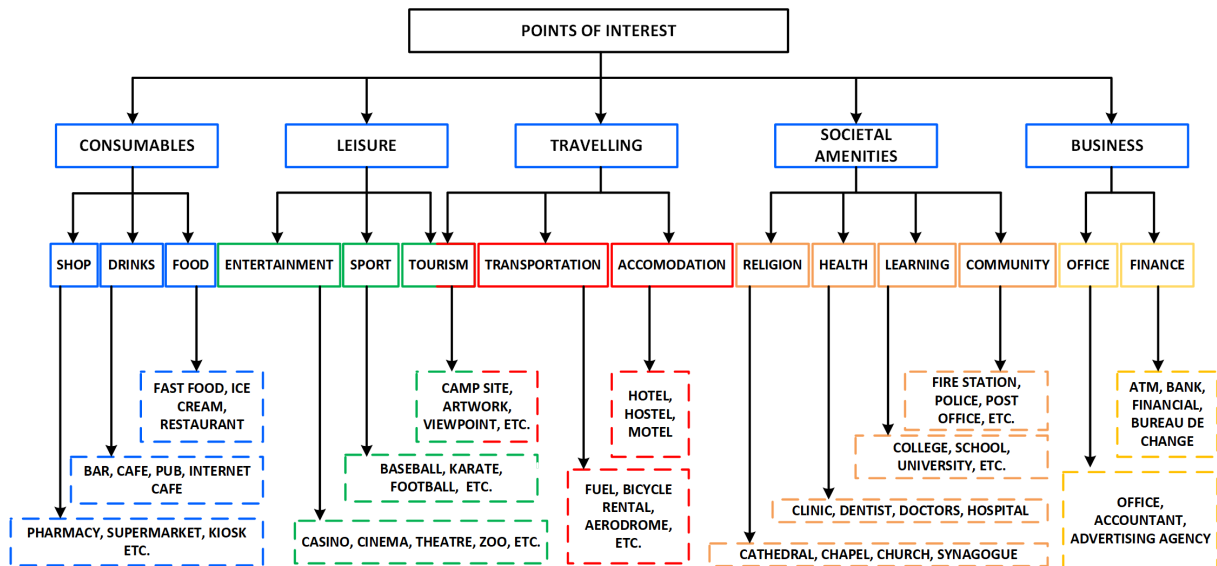 POINTS OF INTEREST
CONSUMABLES
LEISURE
TRAVELLING
SOCIETAL
AMENITIES
BUSINESS
SHOP
DRINKS
FOOD
ENTERTAINMENT
SPORT
TOURISM
TRANSPORTATION
ACCOMODATION
RELIGION
HEALTH
LEARNING
COMMUNITY
OFFICE
FINANCE
FAST FOOD, ICE
CREAM,
RESTAURANT
CAMP SITE,
ARTWORK,
VIEWPOINT, ETC.
HOTEL,
HOSTEL,
MOTEL
FIRE STATION,
POLICE, POST
OFFICE, ETC.
ATM, BANK,
FINANCIAL,
BUREAU DE
CHANGE
BAR, CAFE, PUB, INTERNET
CAFE
BASEBALL, KARATE,
FOOTBALL, ETC.
COLLEGE, SCHOOL,
UNIVERSITY, ETC.
FUEL, BICYCLE
RENTAL,
AERODROME,
ETC.
OFFICE,
ACCOUNTANT,
ADVERTISING AGENCY
CLINIC, DENTIST, DOCTORS, HOSPITAL
PHARMACY, SUPERMARKET, KIOSK
ETC.
CASINO, CINEMA, THEATRE, ZOO, ETC.
CATHEDRAL, CHAPEL, CHURCH, SYNAGOGUE